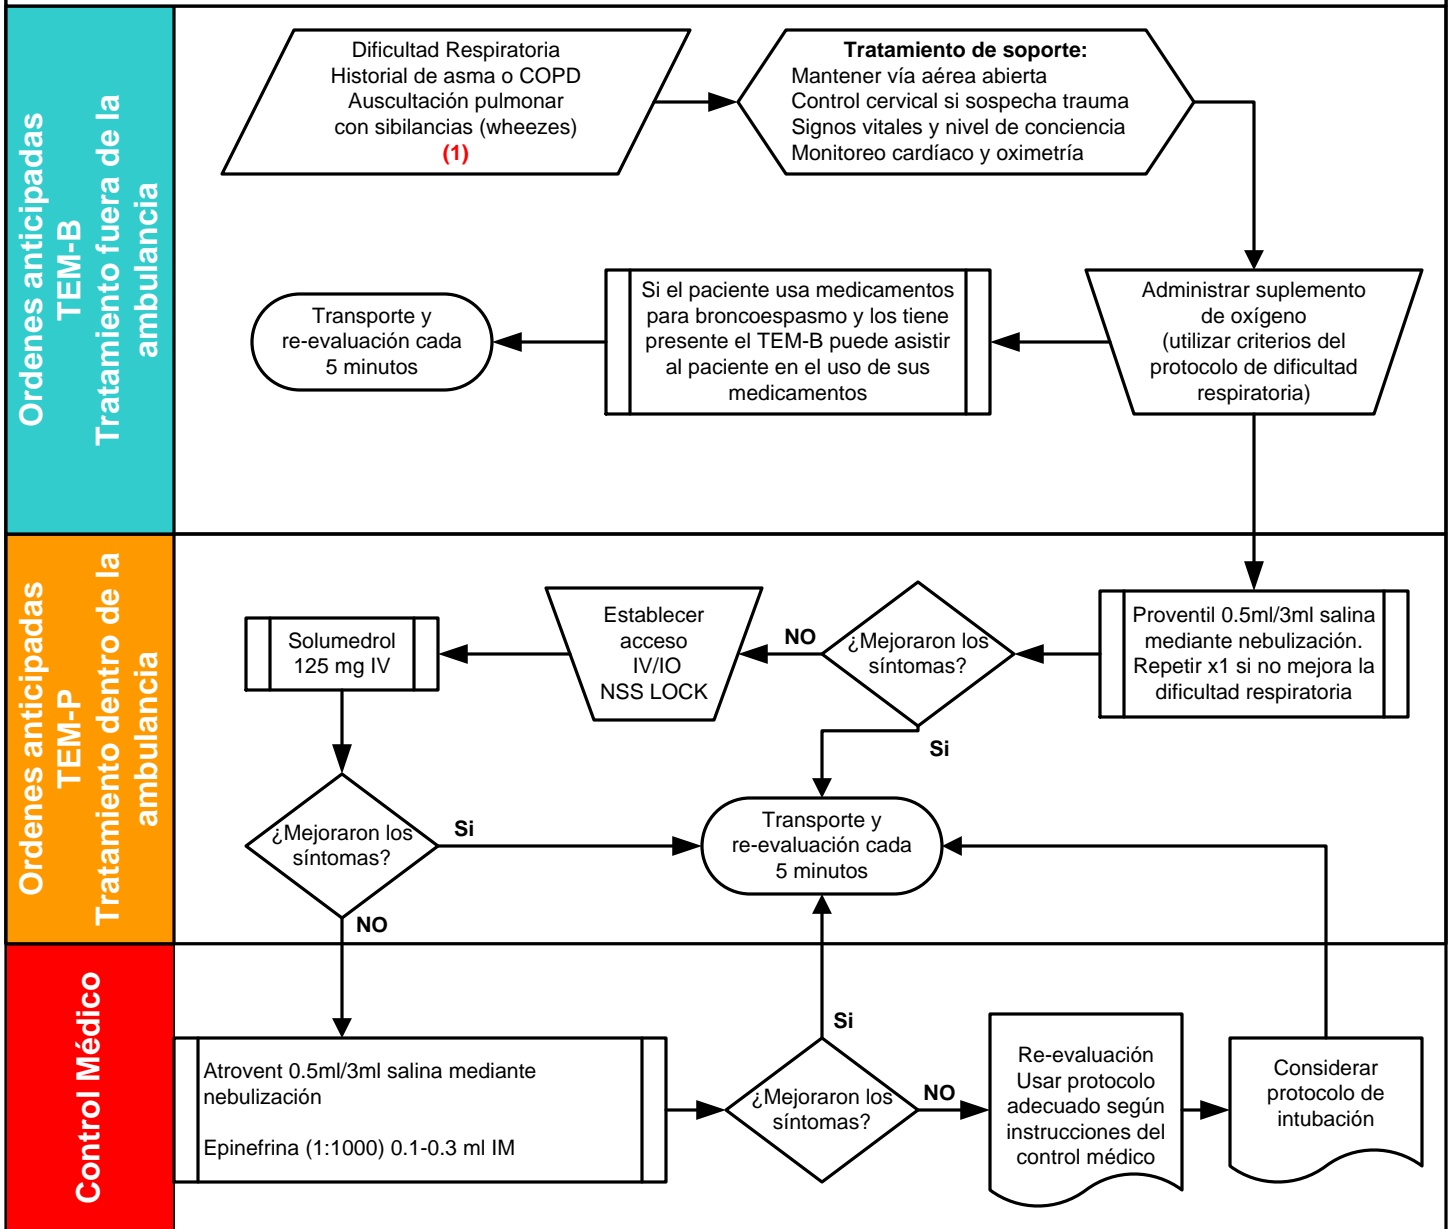 Ordenes anticipadas
TEM-B
Tratamiento fuera de la
ambulancia
Dificultad Respiratoria
Historial de asma o COPD
Auscultación pulmonar
con sibilancias (wheezes)
(1)
Tratamiento de soporte:
Mantener vía aérea abierta
Control cervical si sospecha trauma
Signos vitales y nivel de conciencia
Monitoreo cardíaco y oximetría
Administrar suplemento
de oxígeno
(utilizar criterios del
protocolo de dificultad
respiratoria)
Si el paciente usa medicamentos
para broncoespasmo y los tiene
presente el TEM-B puede asistir
al paciente en el uso de sus
medicamentos
Transporte y
re-evaluación cada
5 minutos
Ordenes anticipadas
TEM-P
Tratamiento dentro de la
ambulancia
Proventil 0.5ml/3ml salina
mediante nebulización.
Repetir x1 si no mejora la
dificultad respiratoria
¿Mejoraron los
síntomas?
NO
Si
Establecer
acceso
IV/IO
NSS LOCK
Solumedrol
125 mg IV
¿Mejoraron los
síntomas?
Si
NO
Transporte y
re-evaluación cada
5 minutos
Control Médico
Atrovent 0.5ml/3ml salina mediante
nebulización
Epinefrina (1:1000) 0.1-0.3 ml IM
¿Mejoraron los
síntomas?
Si
NO
Re-evaluación
Usar protocolo
adecuado según
instrucciones del
control médico
Considerar
protocolo de
intubación